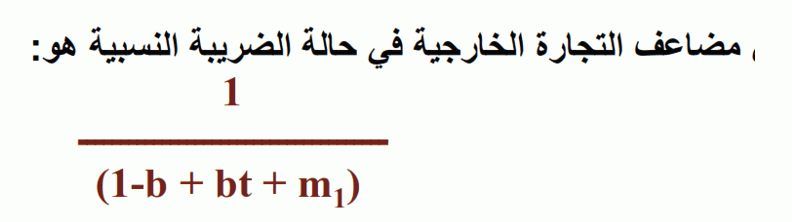 مضاعف التجارة الخارجية في حالة الضريبة النسبية هو:
1
(1-b + bt + m₁)